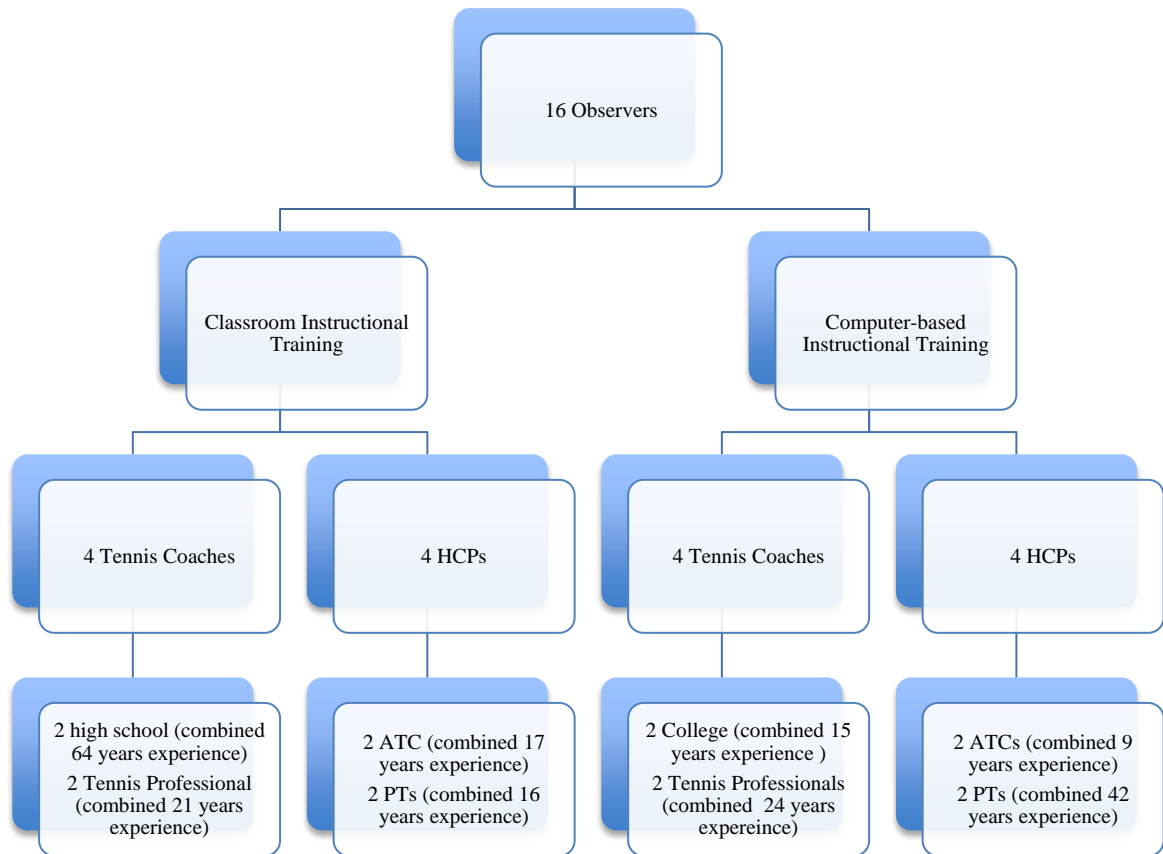 16 Observers
Classroom Instructional
Training
Computer-based
Instructional Training
4 Tennis Coaches
4 HCPs
4 Tennis Coaches
4 HCPs
2 high school (combined
64 years experience)
2 Tennis Professional
(combined 21 years
experience)
2 ATC (combined 17
years experience)
2 PTs (combined 16
years experience)
2 College (combined 15
years experience )
2 Tennis Professionals
(combined  24 years
expereince)
2 ATCs (combined 9
years experience)
2 PTs (combined 42
years experience)